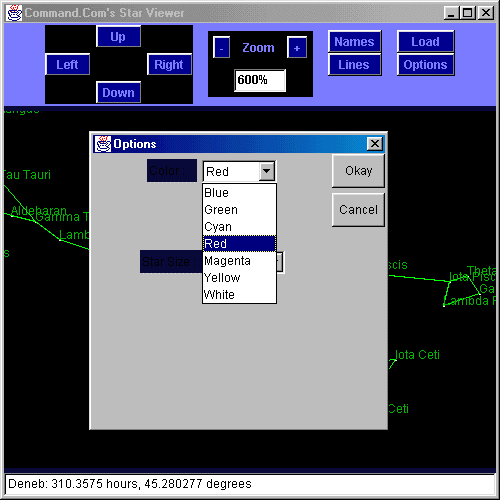 Command.Com's Star Viewer
Up
Left
Right
Down
- Zoom +
600%
Names
Load
Lines
Options
Options
Color:
Red
Okay
Cancel
Blue
Green
Cyan
Red
Magenta
Yellow
White
Star Size:
au Tauri
Aldebaran
Gamma T
Lamb
scis
Iota Pisc
Theta
Ga
Lambda P
Iota Ceti
Ceti
Deneb: 310.3575 hours, 45.280277 degrees